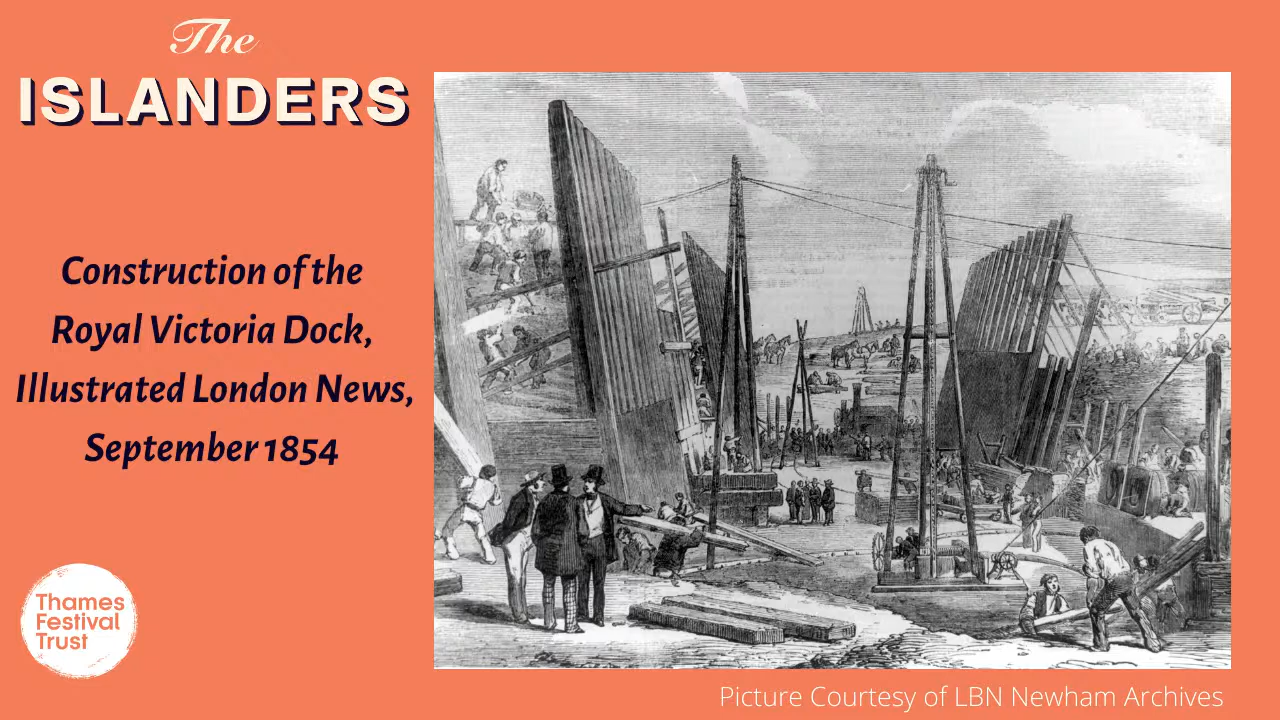 The
ISLANDERS
Construction of the
Royal Victoria Dock,
Illustrated London News,
September 1854
Thames
Festival
Trust
Picture Courtesy of LBN Newham Archives